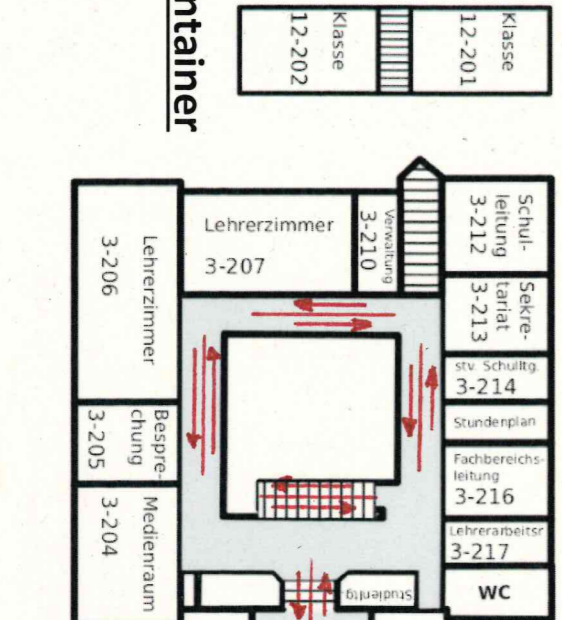 Klasse
12-202
Klasse
12-201
ntainer
Lehrerzimmer
3-206
Lehrerzimmer
3-207
Verwaltung
3-210
Schul-
leitung
3-212
Sekre-
tariat
3-213
stv. Schulltg.
3-214
Stundenplan
Bespre-
chung
3-205
Fachbereichs-
leitung
3-216
Medienraum
3-204
Lehrerarbeitsr
3-217
WC
Studienltg